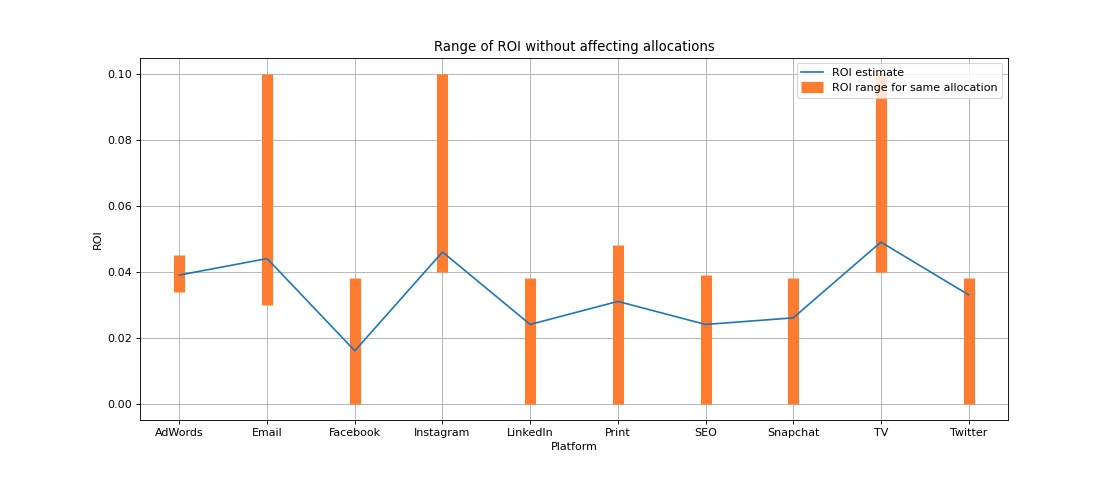 Range of ROI without affecting allocations
ROI estimate
ROI range for same allocation
0.10
0.08
0.06
0.04
0.02
0.00
ROI
AdWords Email Facebook Instagram LinkedIn Print SEO Snapchat TV Twitter
Platform